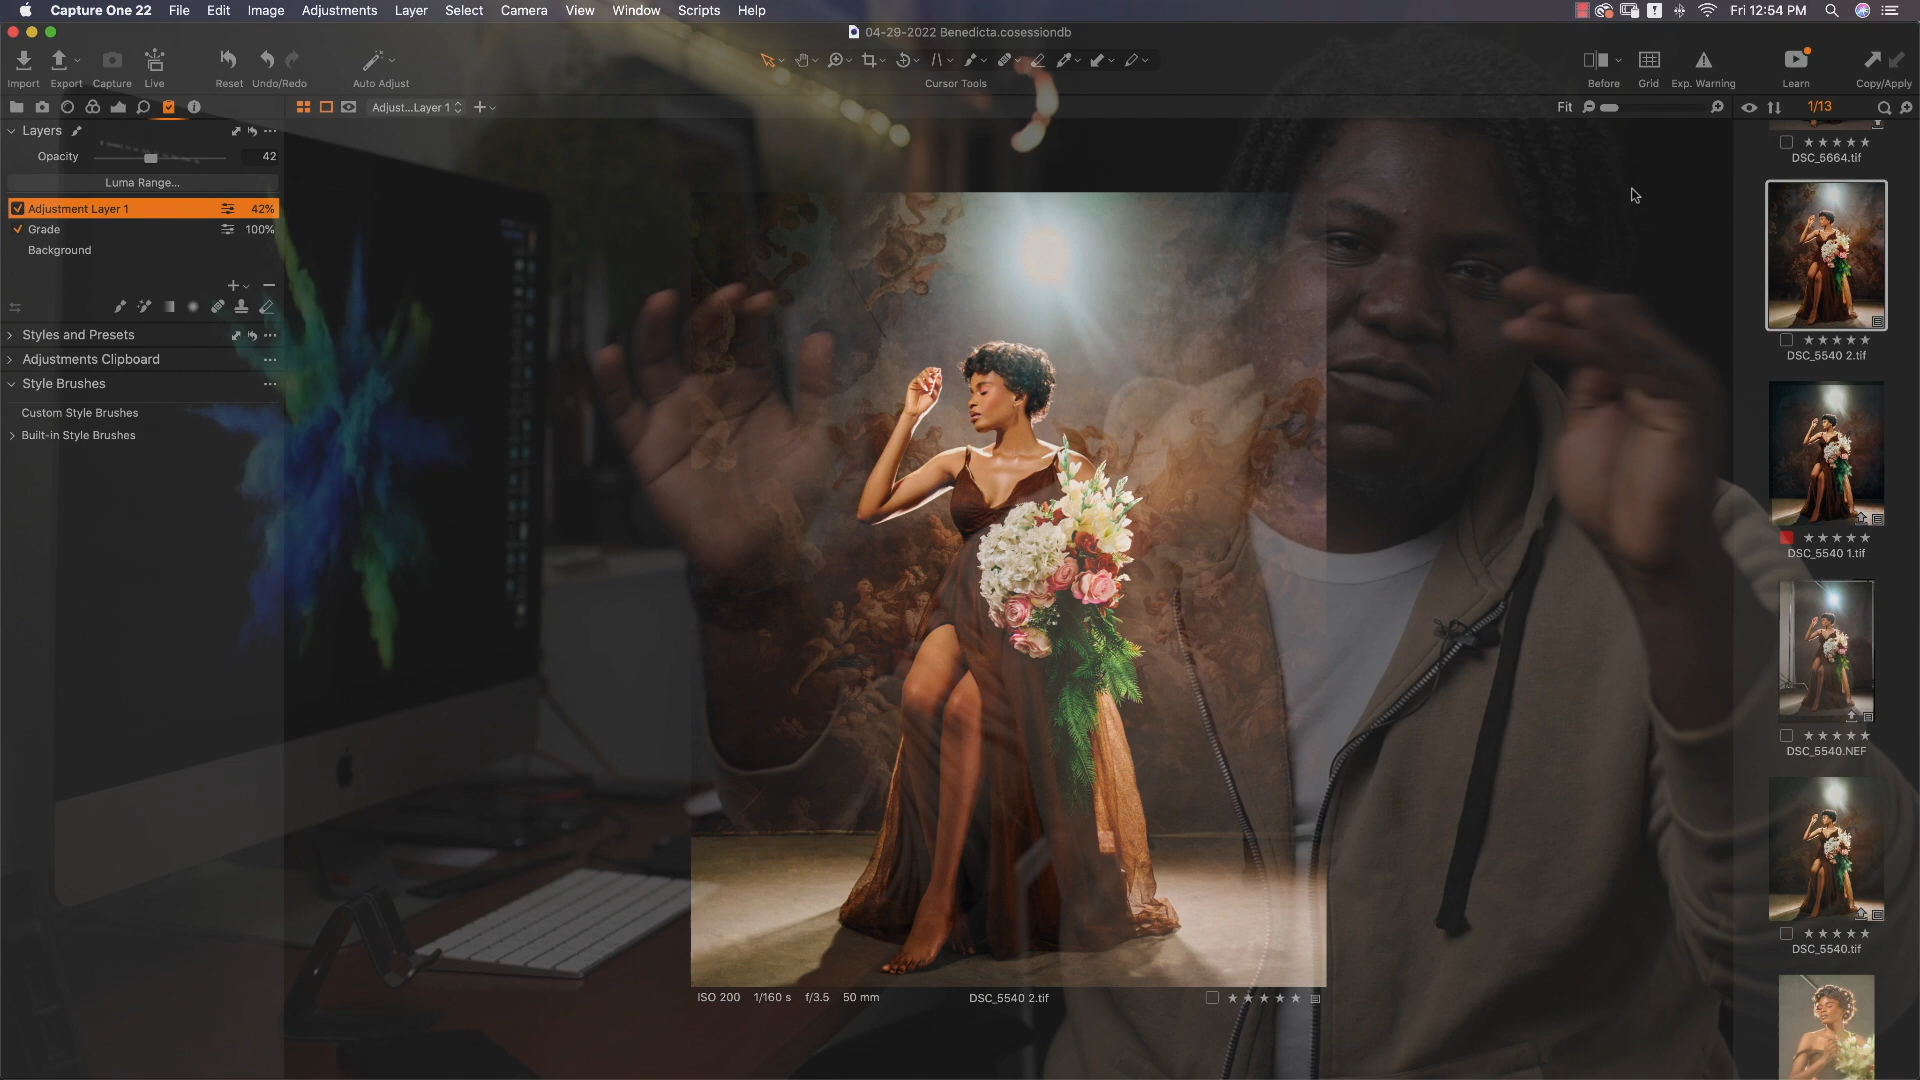 Capture One 22 File Edit Image Adjustments Layer Select Camera View Window Scripts Help Fri 12:54 PM
04-29-2022 Benedicta.cosessiondb
Import Export Capture Live Reset Undo/Redo Auto Adjust Cursor Tools Before Grid Exp. Warning Learn Copy/Apply
Adjust...Layer 1 Fit 1/13
Layers
Opacity 42
Luma Range...
Adjustment Layer 1 42%
Grade 100%
Background
Styles and Presets
Adjustments Clipboard
Style Brushes
Custom Style Brushes
Built-in Style Brushes
DSC_5664.tif
DSC_5540 2.tif
DSC_5540 1.tif
DSC_5540.NEF
DSC_5540.tif
ISO 200 1/160 s f/3.5 50 mm DSC_5540 2.tif